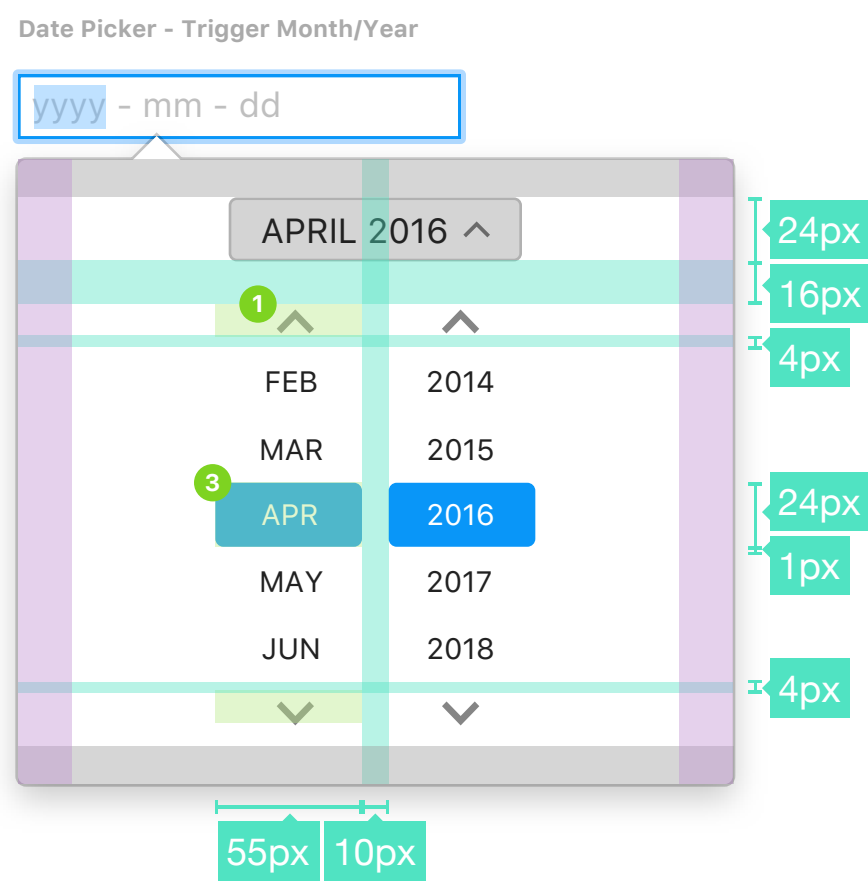 Date Picker - Trigger Month/Year
yyyy - mm - dd
APRIL 2016
24px
16px
1
4px
FEB 2014
MAR 2015
3
APR 2016
24px
1px
MAY 2017
JUN 2018
4px
55px 10px